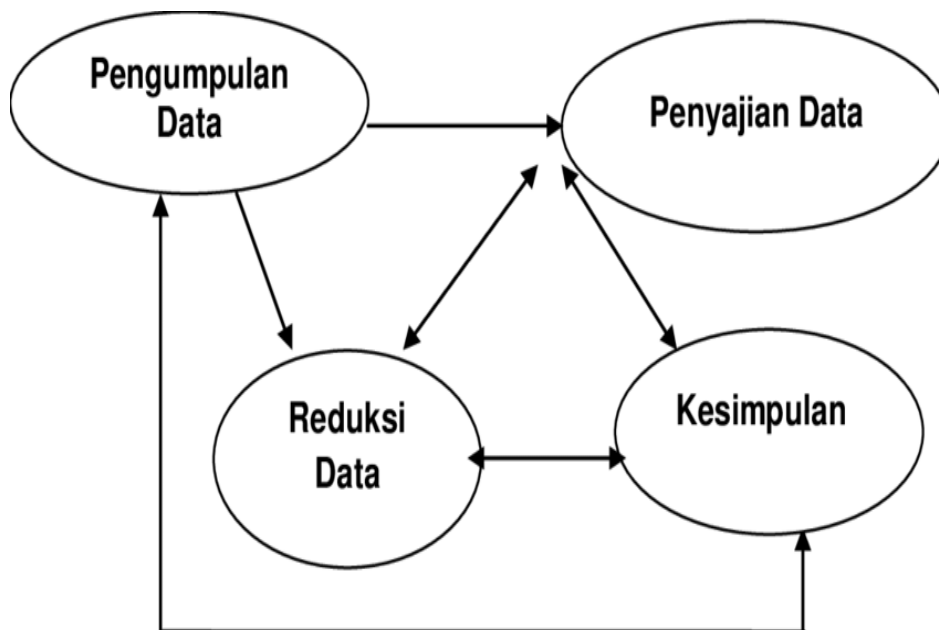 Pengumpulan
Data
Penyajian Data
Reduksi
Data
Kesimpulan